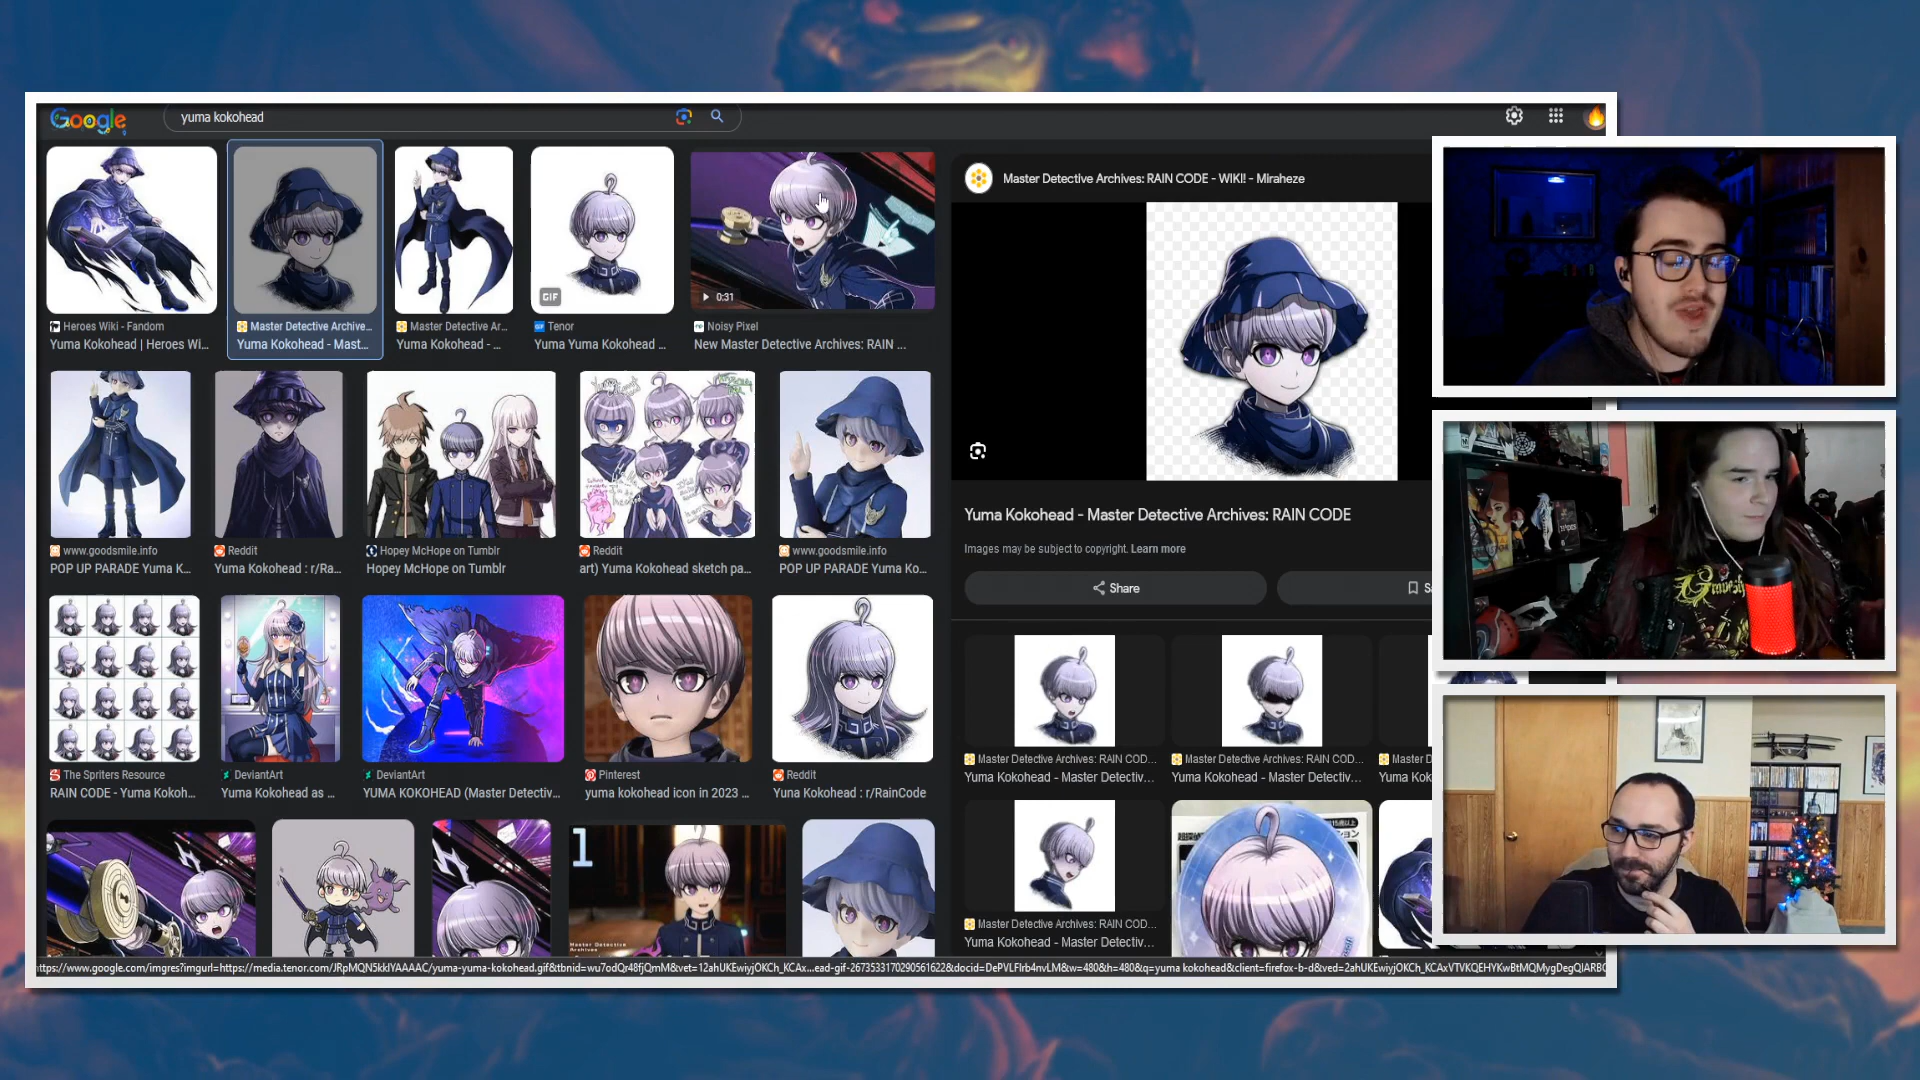 Google
yuma kokohead
GIF
0:31
Heroes Wiki - Fandom
Yuma Kokohead | Heroes Wi...
Master Detective Archive...
Yuma Kokohead - Mast...
Master Detective Ar...
Yuma Kokohead - ...
Tenor
Yuma Yuma Kokohead ...
Noisy Pixel
New Master Detective Archives: RAIN ...
Master Detective Archives: RAIN CODE - WIKI! - Miraheze
Yuma Kokohead - Master Detective Archives: RAIN CODE
Images may be subject to copyright. Learn more
Share
www.goodsmile.info
POP UP PARADE Yuma K...
Reddit
Yuma Kokohead : r/Ra...
Hopey McHope on Tumblr
Hopey McHope on Tumblr
Reddit
art) Yuma Kokohead sketch pa...
www.goodsmile.info
POP UP PARADE Yuma Ko...
The Spriters Resource
RAIN CODE - Yuma Kokoh...
DeviantArt
Yuma Kokohead as ...
DeviantArt
YUMA KOKOHEAD (Master Detectiv...
Pinterest
yuma kokohead icon in 2023 ...
Reddit
Yuna Kokohead : r/RainCode
Master Detective Archives: RAIN COD...
Yuma Kokohead - Master Detectiv...
Master Detective Archives: RAIN COD...
Yuma Kokohead - Master Detectiv...
Master D
Yuma Kok
Master Detective Archives: RAIN COD...
Yuma Kokohead - Master Detectiv...
1
Master Detective
Archives